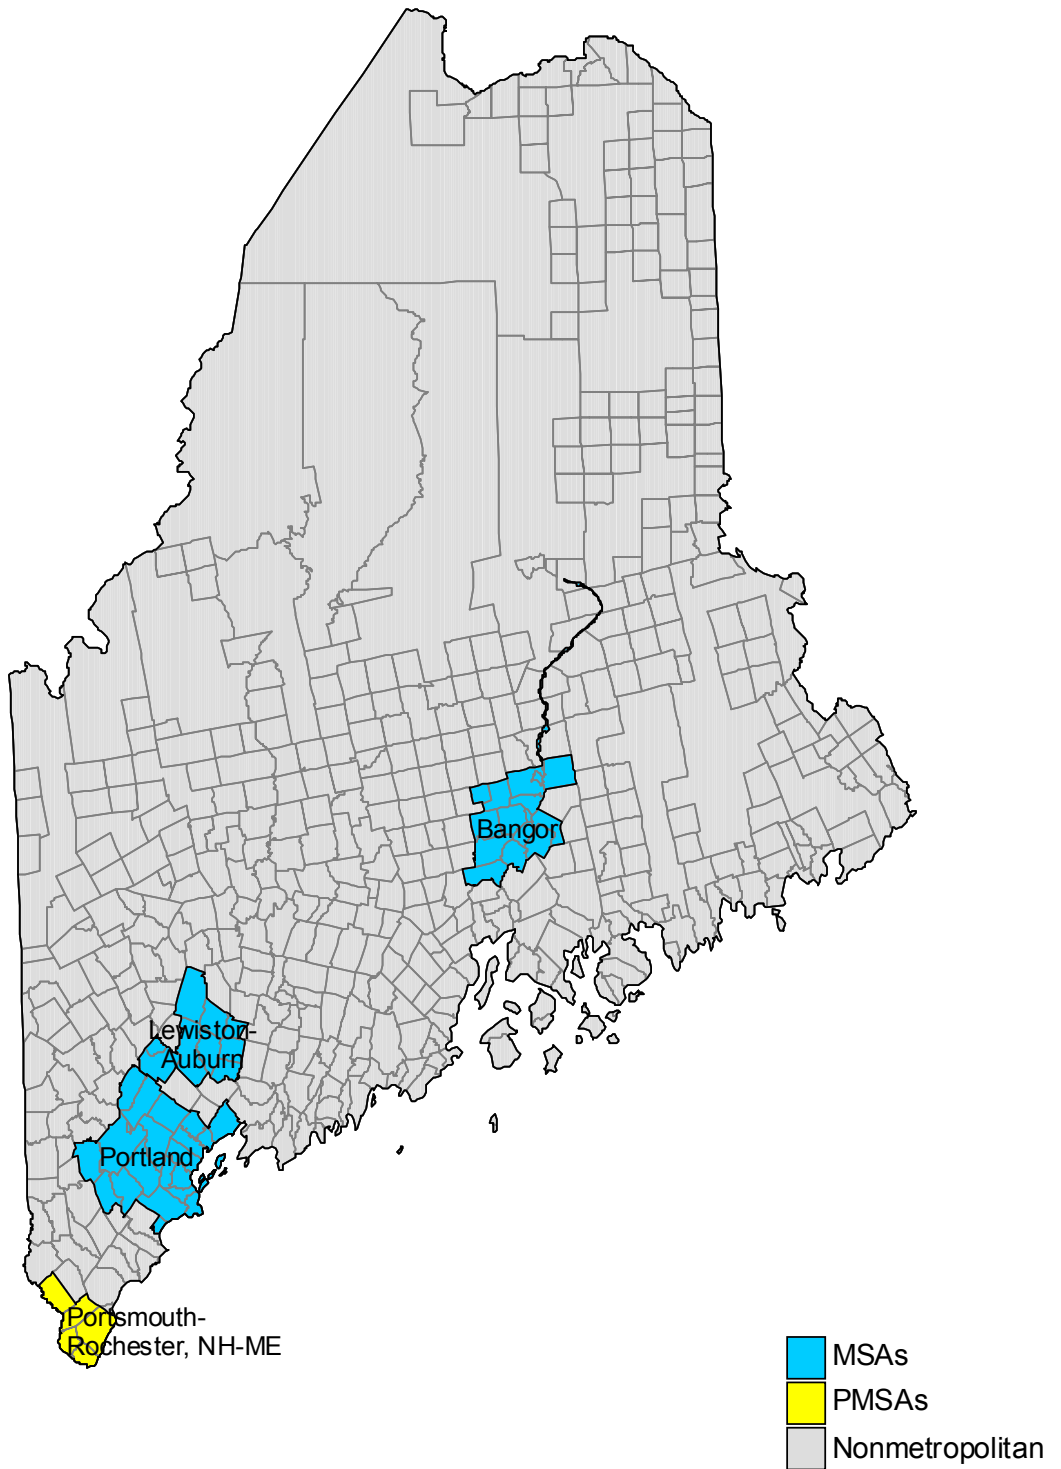 Bangor
Lewiston-
Auburn
Portland
Portsmouth-
Rochester, NH-ME
MSAs
PMSAs
Nonmetropolitan